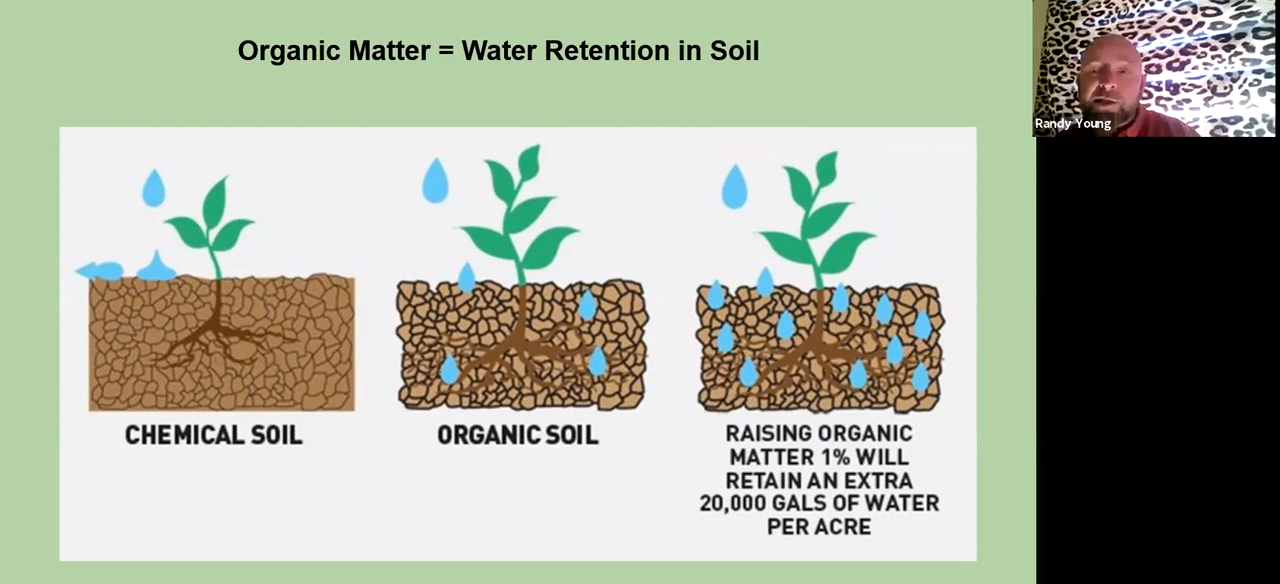 Organic Matter = Water Retention in Soil
Randy Young
CHEMICAL SOIL
ORGANIC SOIL
RAISING ORGANIC
MATTER 1% WILL
RETAIN AN EXTRA
20,000 GALS OF WATER
PER ACRE